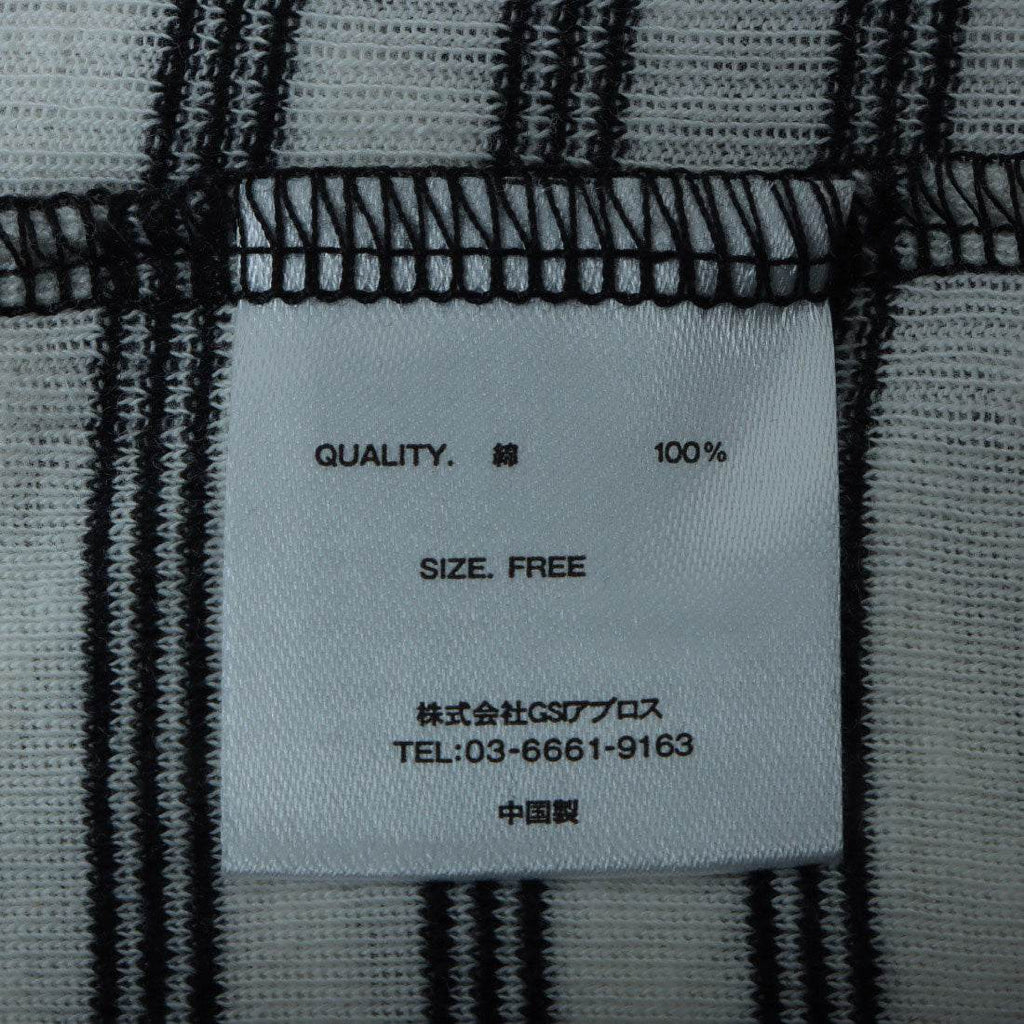 QUALITY. 綿 100%
SIZE. FREE
株式会社GSIアブロス
TEL:03-6661-9163
中国製